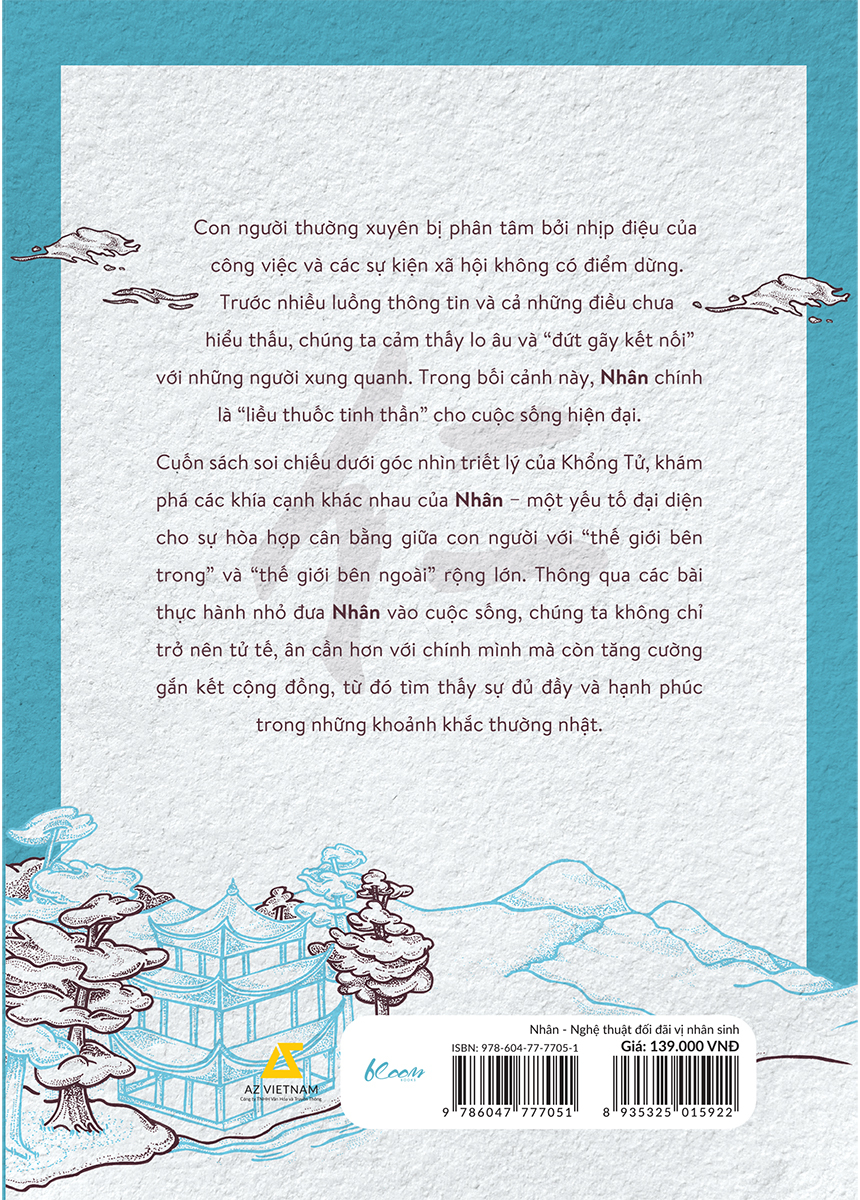 Con người thường xuyên bị phân tâm bởi nhịp điệu của
công việc và các sự kiện xã hội không có điểm dừng.
Trước nhiều luồng thông tin và cả những điều chưa
hiểu thấu, chúng ta cảm thấy lo âu và “đứt gãy kết nối”
với những người xung quanh. Trong bối cảnh này, Nhân chính
là “liều thuốc tinh thần” cho cuộc sống hiện đại.
Cuốn sách soi chiếu dưới góc nhìn triết lý của Khổng Tử, khám
phá các khía cạnh khác nhau của Nhân – một yếu tố đại diện
cho sự hòa hợp cân bằng giữa con người với “thế giới bên
trong” và “thế giới bên ngoài” rộng lớn. Thông qua các bài
thực hành nhỏ đưa Nhân vào cuộc sống, chúng ta không chỉ
trở nên tử tế, ân cần hơn với chính mình mà còn tăng cường
gắn kết cộng đồng, từ đó tìm thấy sự đủ đầy và hạnh phúc
trong những khoảnh khắc thường nhật.
仁
AZ VIETNAM
Công ty TNHH Văn Hóa và Truyền Thông
bloom
BOOKS
Nhân - Nghệ thuật đối đãi vị nhân sinh
ISBN: 978-604-77-7705-1
Giá: 139.000 VNĐ
9 786047 777051
8 935325 015922